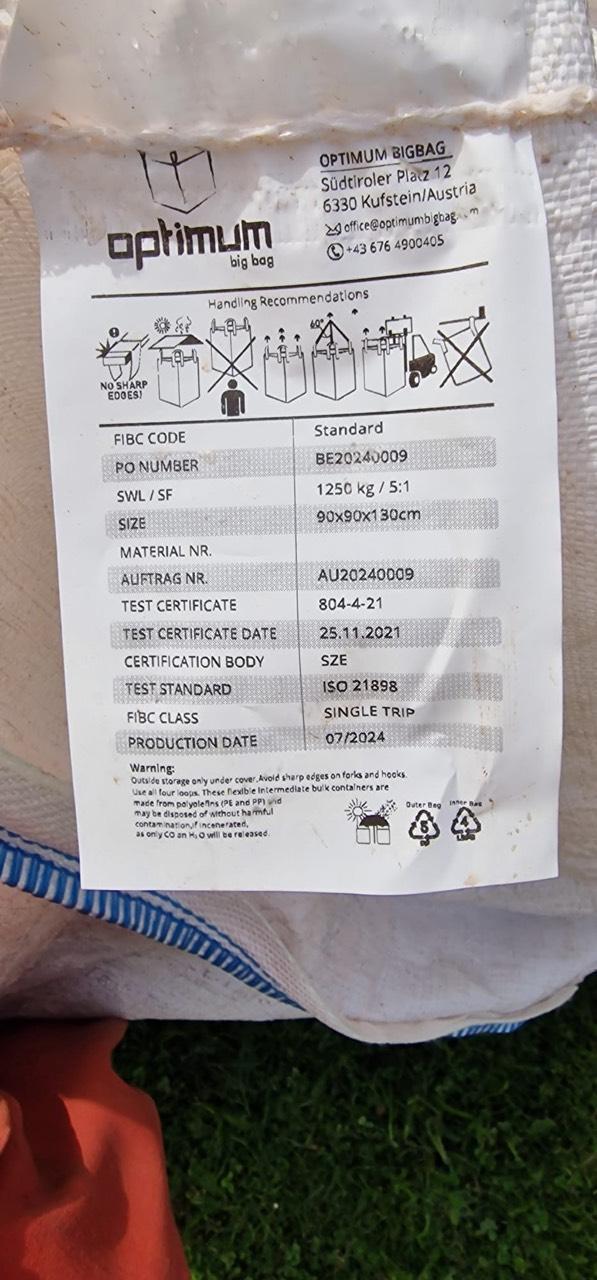 OPTIMUM BIGBAG
Südtiroler Platz 12
6330 Kufstein/Austria
office@optimumbigbag
+43 676 4900405
optimum
big bag
Handling Recommendations
60°
NO SHARP
EDGES!
FIBC CODE Standard
PO NUMBER BE20240009
SWL / SF 1250 kg / 5:1
SIZE 90x90x130cm
MATERIAL NR.
AUFTRAG NR. AU20240009
TEST CERTIFICATE 804-4-21
TEST CERTIFICATE DATE 25.11.2021
CERTIFICATION BODY SZE
TEST STANDARD ISO 21898
FIBC CLASS SINGLE TRIP
PRODUCTION DATE 07/2024
Warning:
Outside storage only under cover.Avoid sharp edges on forks and hooks.
Use all four loops. These flexible intermediate bulk containers are
made from polyolefins (PE and PP) and
may be disposed of without harmful
contamination,if incenerated,
as only CO an H₂O will be released.
Outer Bag Inner Bag
5 4
PP LDPE